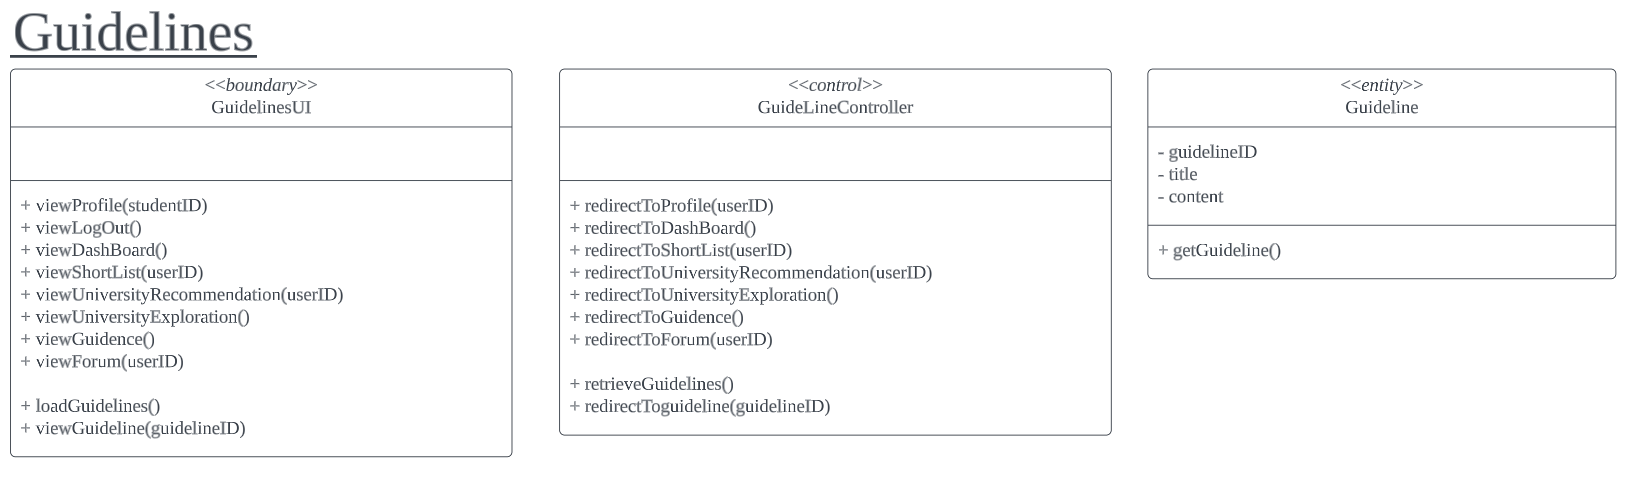 Guidelines
<<boundary>>
GuidelinesUI
+ viewProfile(studentID)
+ viewLogOut()
+ viewDashBoard()
+ viewShortList(userID)
+ viewUniversityRecommendation(userID)
+ viewUniversityExploration()
+ viewGuidence()
+ viewForum(userID)
+ loadGuidelines()
+ viewGuideline(guidelineID)
<<control>>
GuideLineController
+ redirectToProfile(userID)
+ redirectToDashBoard()
+ redirectToShortList(userID)
+ redirectToUniversityRecommendation(userID)
+ redirectToUniversityExploration()
+ redirectToGuidence()
+ redirectToForum(userID)
+ retrieveGuidelines()
+ redirectToguideline(guidelineID)
<<entity>>
Guideline
- guidelineID
- title
- content
+ getGuideline()